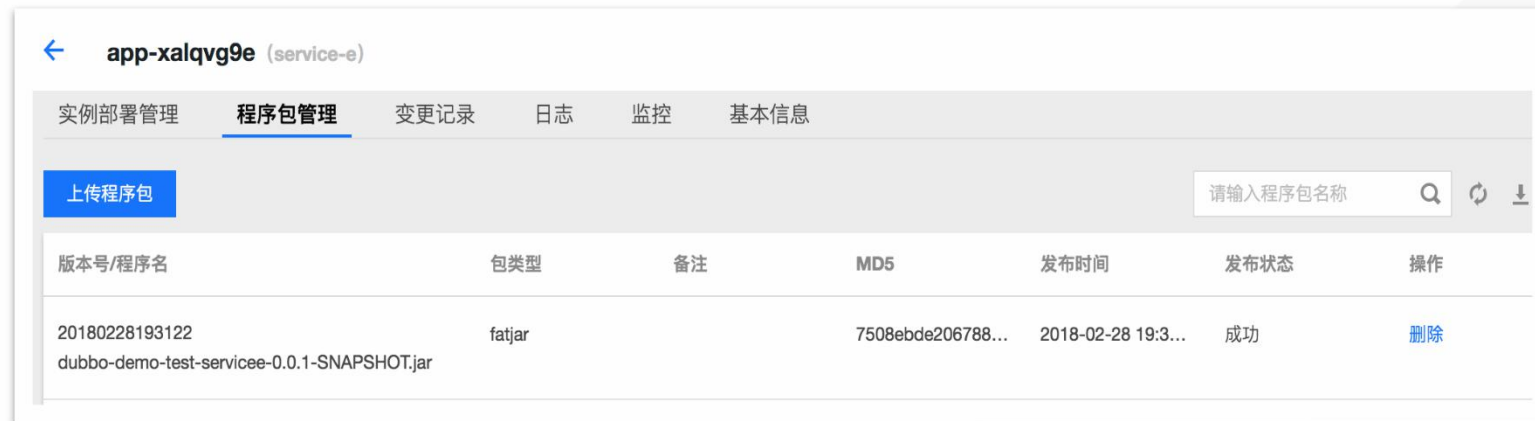 app-xalqvg9e (service-e)
实例部署管理 程序包管理 变更记录 日志 监控 基本信息
上传程序包 请输入程序包名称
版本号/程序名 包类型 备注 MD5 发布时间 发布状态 操作
20180228193122 fatjar 7508ebde206788... 2018-02-28 19:3... 成功 删除
dubbo-demo-test-servicee-0.0.1-SNAPSHOT.jar